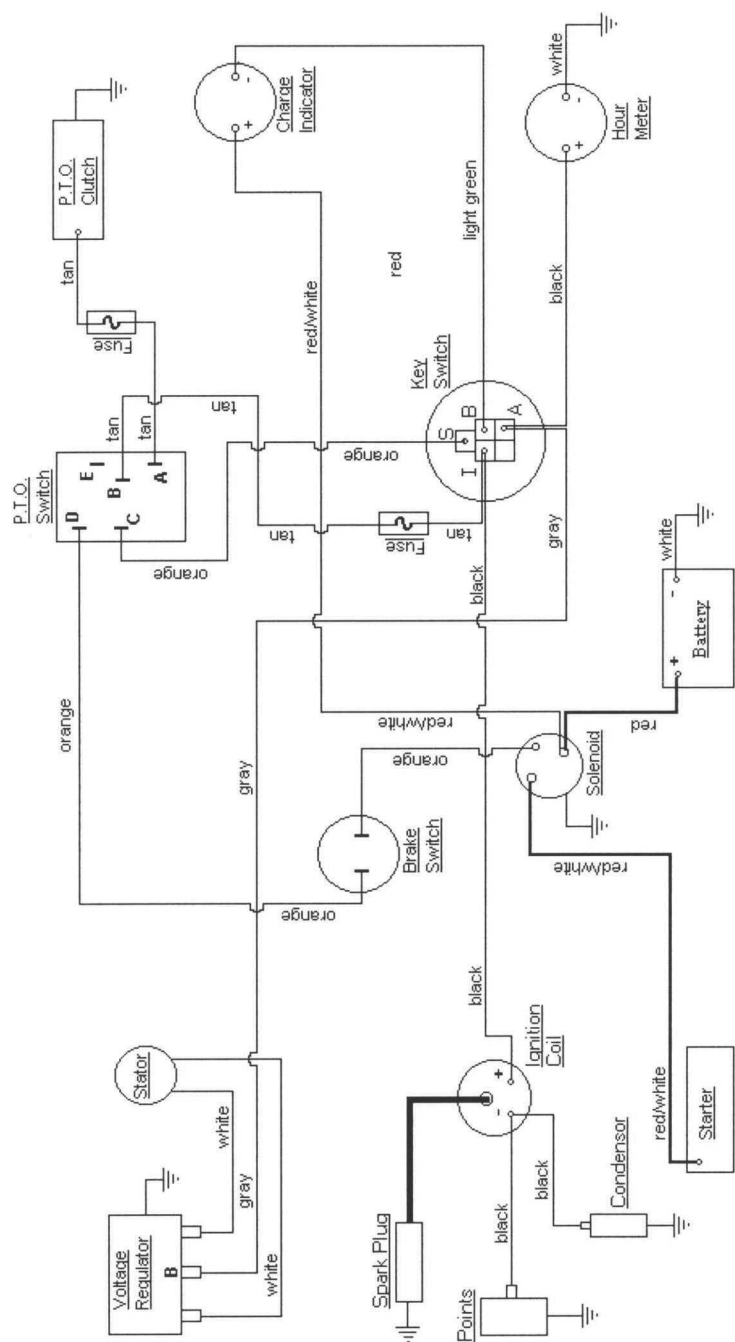 Voltage
Regulator
B
Stator
white
gray
white
orange
gray
P.T.O.
Switch
D
E
C
B
A
orange
tan
tan
tan
Fuse
P.T.O.
Clutch
tan
orange
Brake
Switch
orange
red/white
red/white
Charge
Indicator
+
-
tan
Fuse
tan
orange
Key
Switch
S
I
B
A
red
light green
Spark Plug
Ignition
Coil
-
+
black
black
gray
black
Hour
Meter
+
-
white
Points
black
black
Condensor
red/white
Solenoid
red
Battery
+
-
white
Starter
red/white